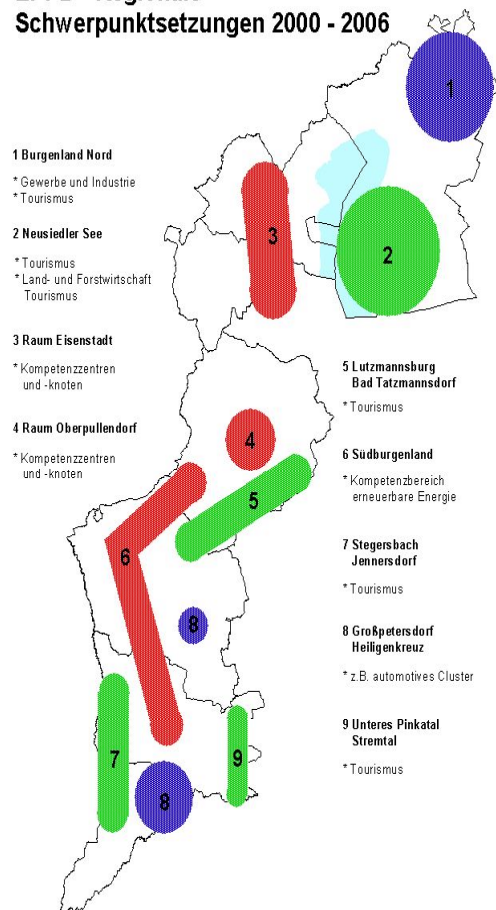 Schwerpunktsetzungen 2000 - 2006
1
1 Burgenland Nord
* Gewerbe und Industrie
* Tourismus
2 Neusiedler See
* Tourismus
* Land- und Forstwirtschaft
Tourismus
3
2
3 Raum Eisenstadt
* Kompetenzzentren
und -knoten
4 Raum Oberpullendorf
* Kompetenzzentren
und -knoten
4
5
6
8
7
8
9
5 Lutzmannsburg
Bad Tatzmannsdorf
* Tourismus
6 Südburgenland
* Kompetenzbereich
erneuerbare Energie
7 Stegersbach
Jennersdorf
* Tourismus
8 Großpetersdorf
Heiligenkreuz
* z.B. automotives Cluster
9 Unteres Pinkatal
Stremtal
* Tourismus